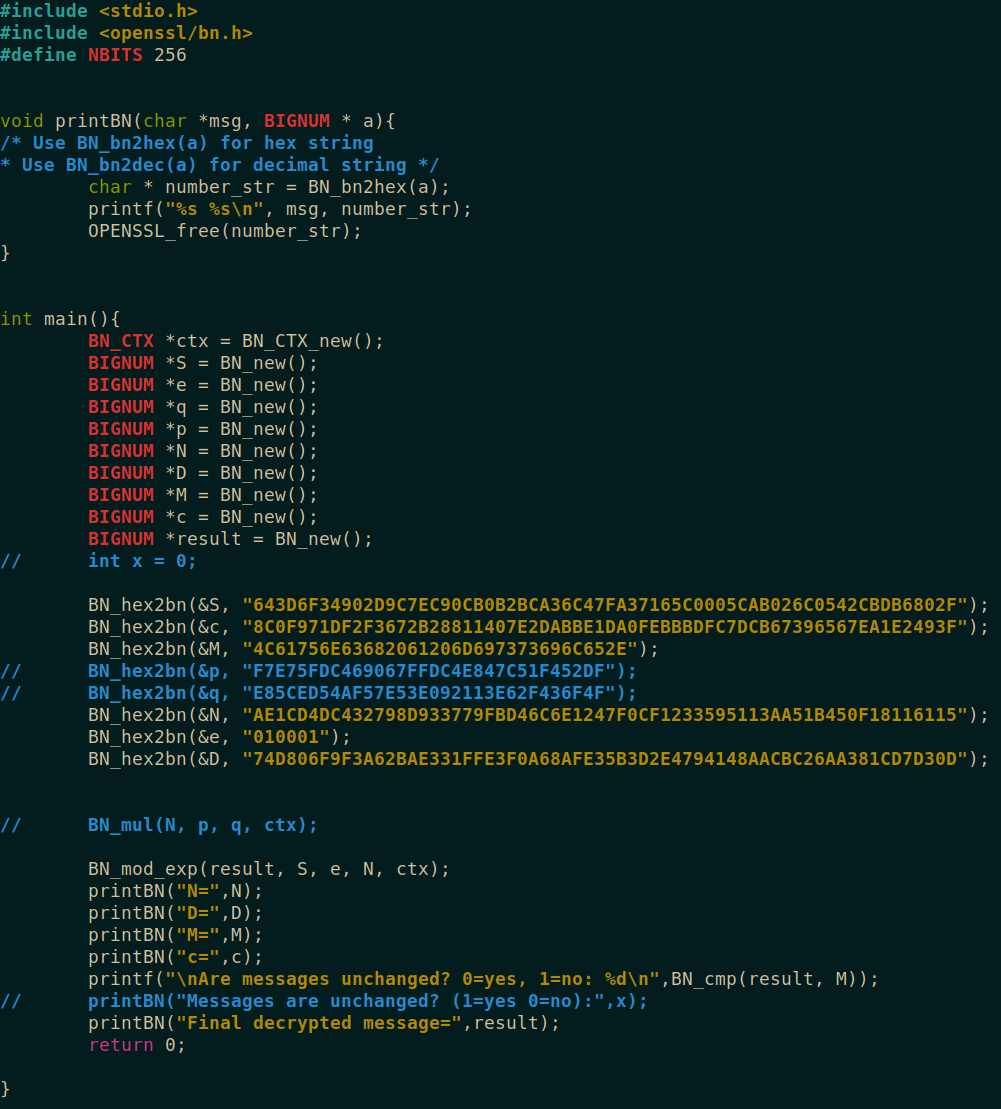 #include <stdio.h>
#include <openssl/bn.h>
#define NBITS 256
void printBN(char *msg, BIGNUM * a){
/* Use BN_bn2hex(a) for hex string
* Use BN_bn2dec(a) for decimal string */
        char * number_str = BN_bn2hex(a);
        printf("%s %s\n", msg, number_str);
        OPENSSL_free(number_str);
}
int main(){
        BN_CTX *ctx = BN_CTX_new();
        BIGNUM *S = BN_new();
        BIGNUM *e = BN_new();
        BIGNUM *q = BN_new();
        BIGNUM *p = BN_new();
        BIGNUM *N = BN_new();
        BIGNUM *D = BN_new();
        BIGNUM *M = BN_new();
        BIGNUM *c = BN_new();
        BIGNUM *result = BN_new();
//      int x = 0;
        BN_hex2bn(&S, "643D6F34902D9C7EC90CB0B2BCA36C47FA37165C0005CAB026C0542CBDB6802F");
        BN_hex2bn(&c, "8C0F971DF2F3672B28811407E2DABBE1DA0FEBBBDFC7DCB67396567EA1E2493F");
        BN_hex2bn(&M, "4C61756E63682061206D697373696C652E");
//      BN_hex2bn(&p, "F7E75FDC469067FFDC4E847C51F452DF");
//      BN_hex2bn(&q, "E85CED54AF57E53E092113E62F436F4F");
        BN_hex2bn(&N, "AE1CD4DC432798D933779FBD46C6E1247F0CF1233595113AA51B450F18116115");
        BN_hex2bn(&e, "010001");
        BN_hex2bn(&D, "74D806F9F3A62BAE331FFE3F0A68AFE35B3D2E4794148AACBC26AA381CD7D30D");
//      BN_mul(N, p, q, ctx);
        BN_mod_exp(result, S, e, N, ctx);
        printBN("N=",N);
        printBN("D=",D);
        printBN("M=",M);
        printBN("c=",c);
        printf("\nAre messages unchanged? 0=yes, 1=no: %d\n",BN_cmp(result, M));
//      printBN("Messages are unchanged? (1=yes 0=no):",x);
        printBN("Final decrypted message=",result);
        return 0;
}